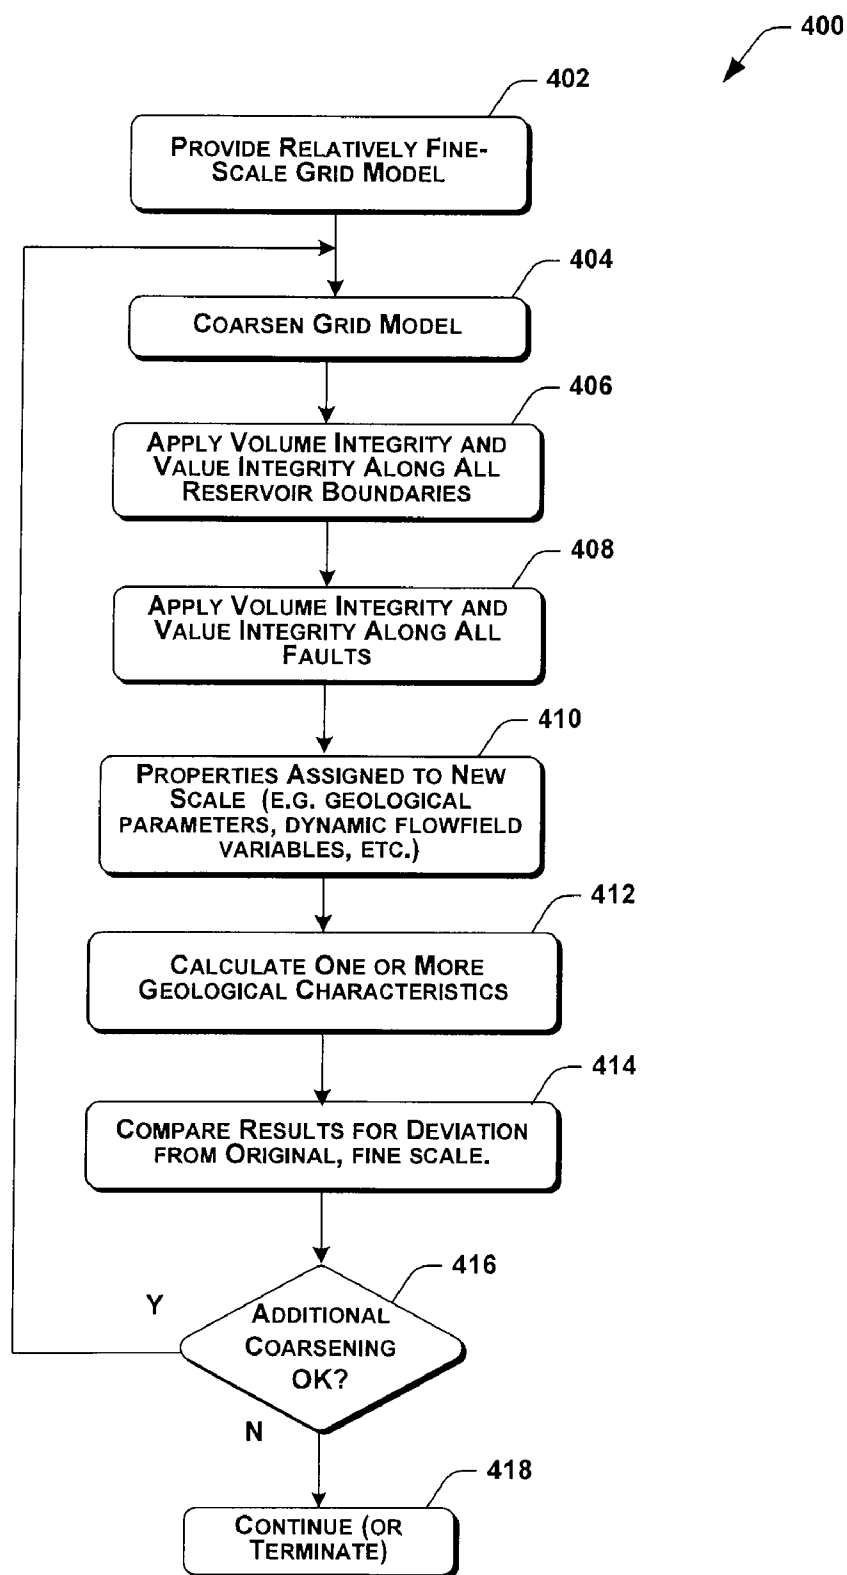 400
402
PROVIDE RELATIVELY FINE-
SCALE GRID MODEL
404
COARSEN GRID MODEL
406
APPLY VOLUME INTEGRITY AND
VALUE INTEGRITY ALONG ALL
RESERVOIR BOUNDARIES
408
APPLY VOLUME INTEGRITY AND
VALUE INTEGRITY ALONG ALL
FAULTS
410
PROPERTIES ASSIGNED TO NEW
SCALE (E.G. GEOLOGICAL
PARAMETERS, DYNAMIC FLOWFIELD
VARIABLES, ETC.)
412
CALCULATE ONE OR MORE
GEOLOGICAL CHARACTERISTICS
414
COMPARE RESULTS FOR DEVIATION
FROM ORIGINAL, FINE SCALE.
416
Y
ADDITIONAL
COARSENING
OK?
N
418
CONTINUE (OR
TERMINATE)